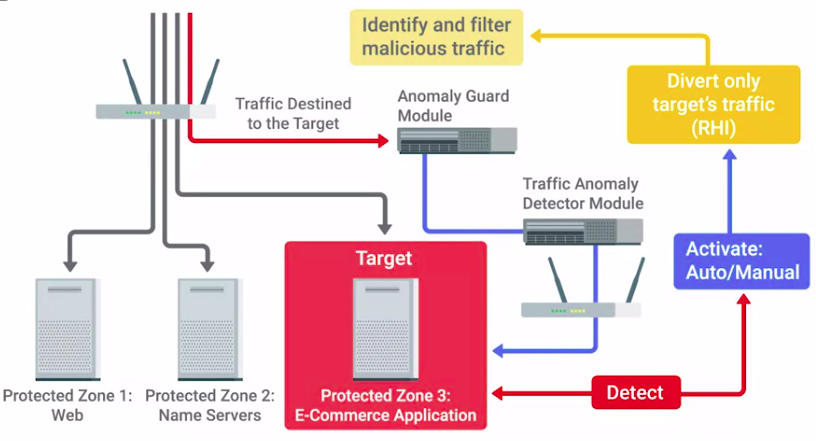 Identify and filter
malicious traffic
Divert only
target's traffic
(RHI)
Traffic Destined
to the Target
Anomaly Guard
Module
Traffic Anomaly
Detector Module
Activate:
Auto/Manual
Target
Detect
Protected Zone 1:
Web
Protected Zone 2:
Name Servers
Protected Zone 3:
E-Commerce Application